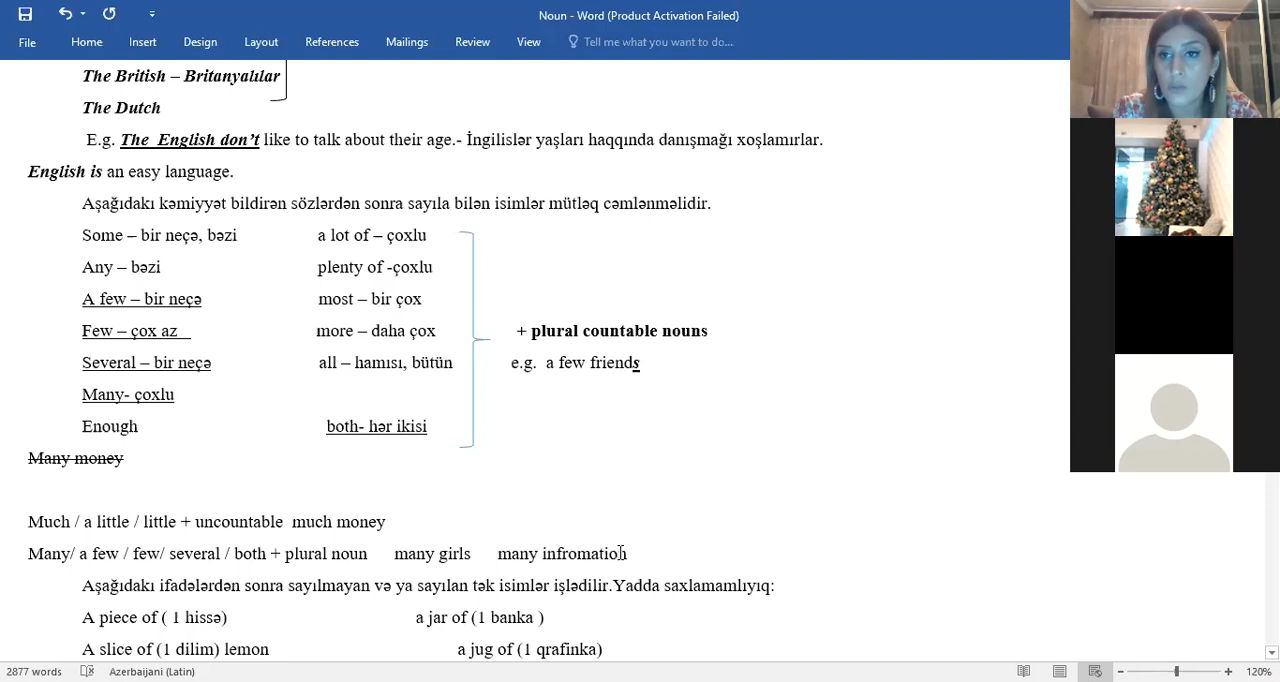 Noun - Word (Product Activation Failed)
File Home Insert Design Layout References Mailings Review View Tell me what you want to do...
The British – Britanyalılar
The Dutch
E.g. The English don’t like to talk about their age.- İngilislər yaşları haqqında danışmağı xoşlamırlar.
English is an easy language.
Aşağıdakı kəmiyyət bildirən sözlərdən sonra sayıla bilən isimlər mütləq cəmlənməlidir.
Some – bir neçə, bəzi a lot of – çoxlu
Any – bəzi plenty of -çoxlu
A few – bir neçə most – bir çox
Few – çox az more – daha çox + plural countable nouns
Several – bir neçə all – hamısı, bütün e.g. a few friends
Many- çoxlu
Enough both- hər ikisi
Many money
Much / a little / little + uncountable much money
Many/ a few / few/ several / both + plural noun many girls many infromation
Aşağıdakı ifadələrdən sonra sayılmayan və ya sayılan tək isimlər işlədilir.Yadda saxlamamlıyıq:
A piece of ( 1 hissə) a jar of (1 banka )
A slice of (1 dilim) lemon a jug of (1 qrafinka)
2877 words Azerbaijani (Latin) 120%